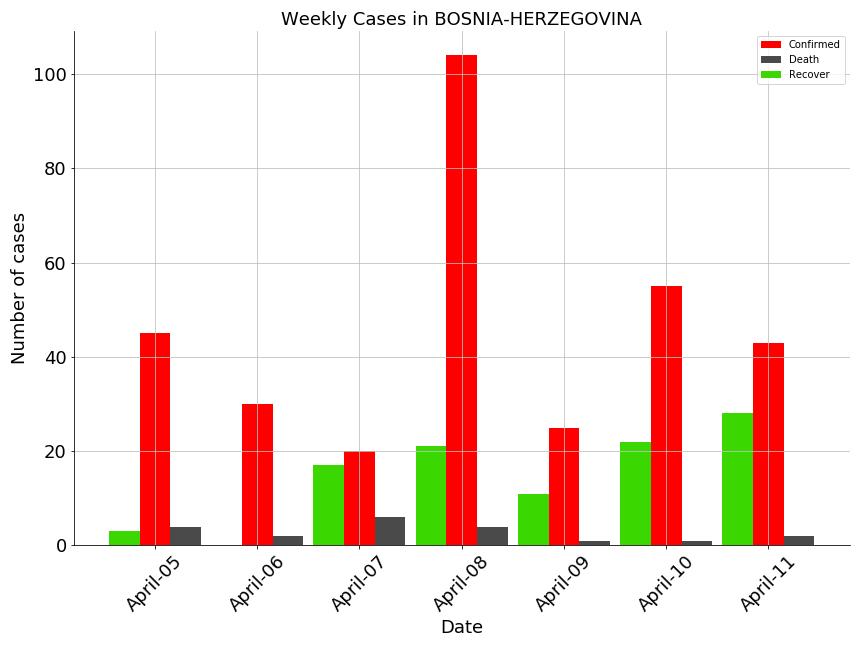 Weekly Cases in BOSNIA-HERZEGOVINA
Confirmed
Death
Recover
Number of cases
100
80
60
40
20
0
April-05
April-06
April-07
April-08
April-09
April-10
April-11
Date